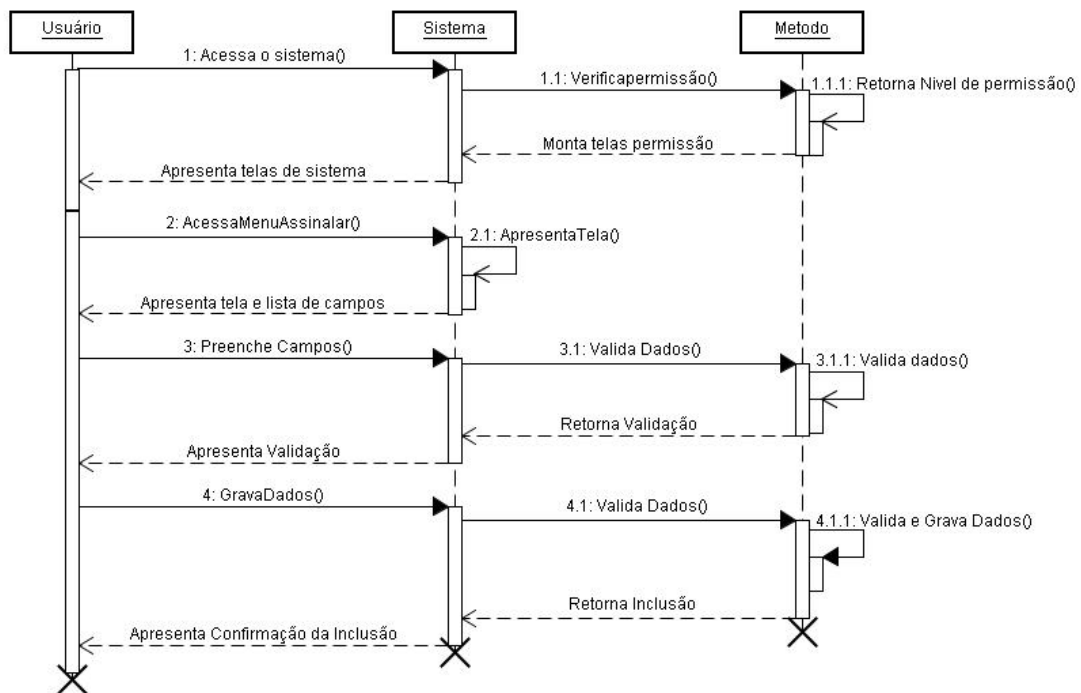 Usuário
Sistema
Metodo
1: Acessa o sistema()
1.1: Verificapermissão()
1.1.1: Retorna Nivel de permissão()
Monta telas permissão
Apresenta telas de sistema
2: AcessaMenuAssinalar()
2.1: ApresentaTela()
Apresenta tela e lista de campos
3: Preenche Campos()
3.1: Valida Dados()
3.1.1: Valida dados()
Retorna Validação
Apresenta Validação
4: GravaDados()
4.1: Valida Dados()
4.1.1: Valida e Grava Dados()
Retorna Inclusão
Apresenta Confirmação da Inclusão